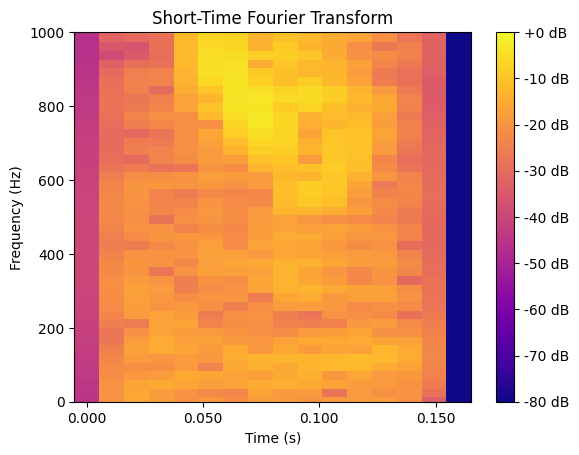 Short-Time Fourier Transform
1000
800
600
400
200
0
Frequency (Hz)
0.000
0.050
0.100
0.150
Time (s)
+0 dB
-10 dB
-20 dB
-30 dB
-40 dB
-50 dB
-60 dB
-70 dB
-80 dB